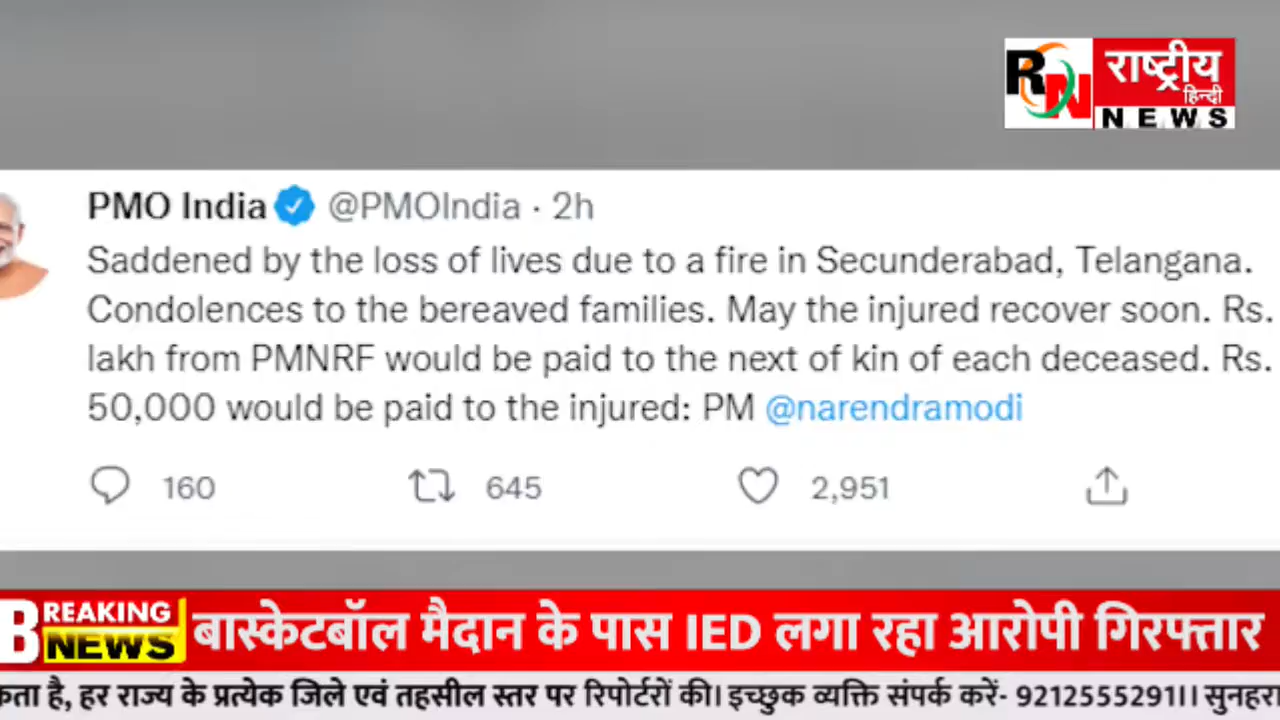 RN राष्ट्रीय
हिन्दी
NEWS
PMO India @PMOIndia · 2h
Saddened by the loss of lives due to a fire in Secunderabad, Telangana.
Condolences to the bereaved families. May the injured recover soon. Rs.
lakh from PMNRF would be paid to the next of kin of each deceased. Rs.
50,000 would be paid to the injured: PM @narendramodi
160 645 2,951
BREAKING
NEWS
बास्केटबॉल मैदान के पास IED लगा रहा आरोपी गिरफ्तार
है, हर राज्य के प्रत्येक जिले एवं तहसील स्तर पर रिपोर्टरों की। इच्छुक व्यक्ति संपर्क करें- 9212555291।। सुनहरा